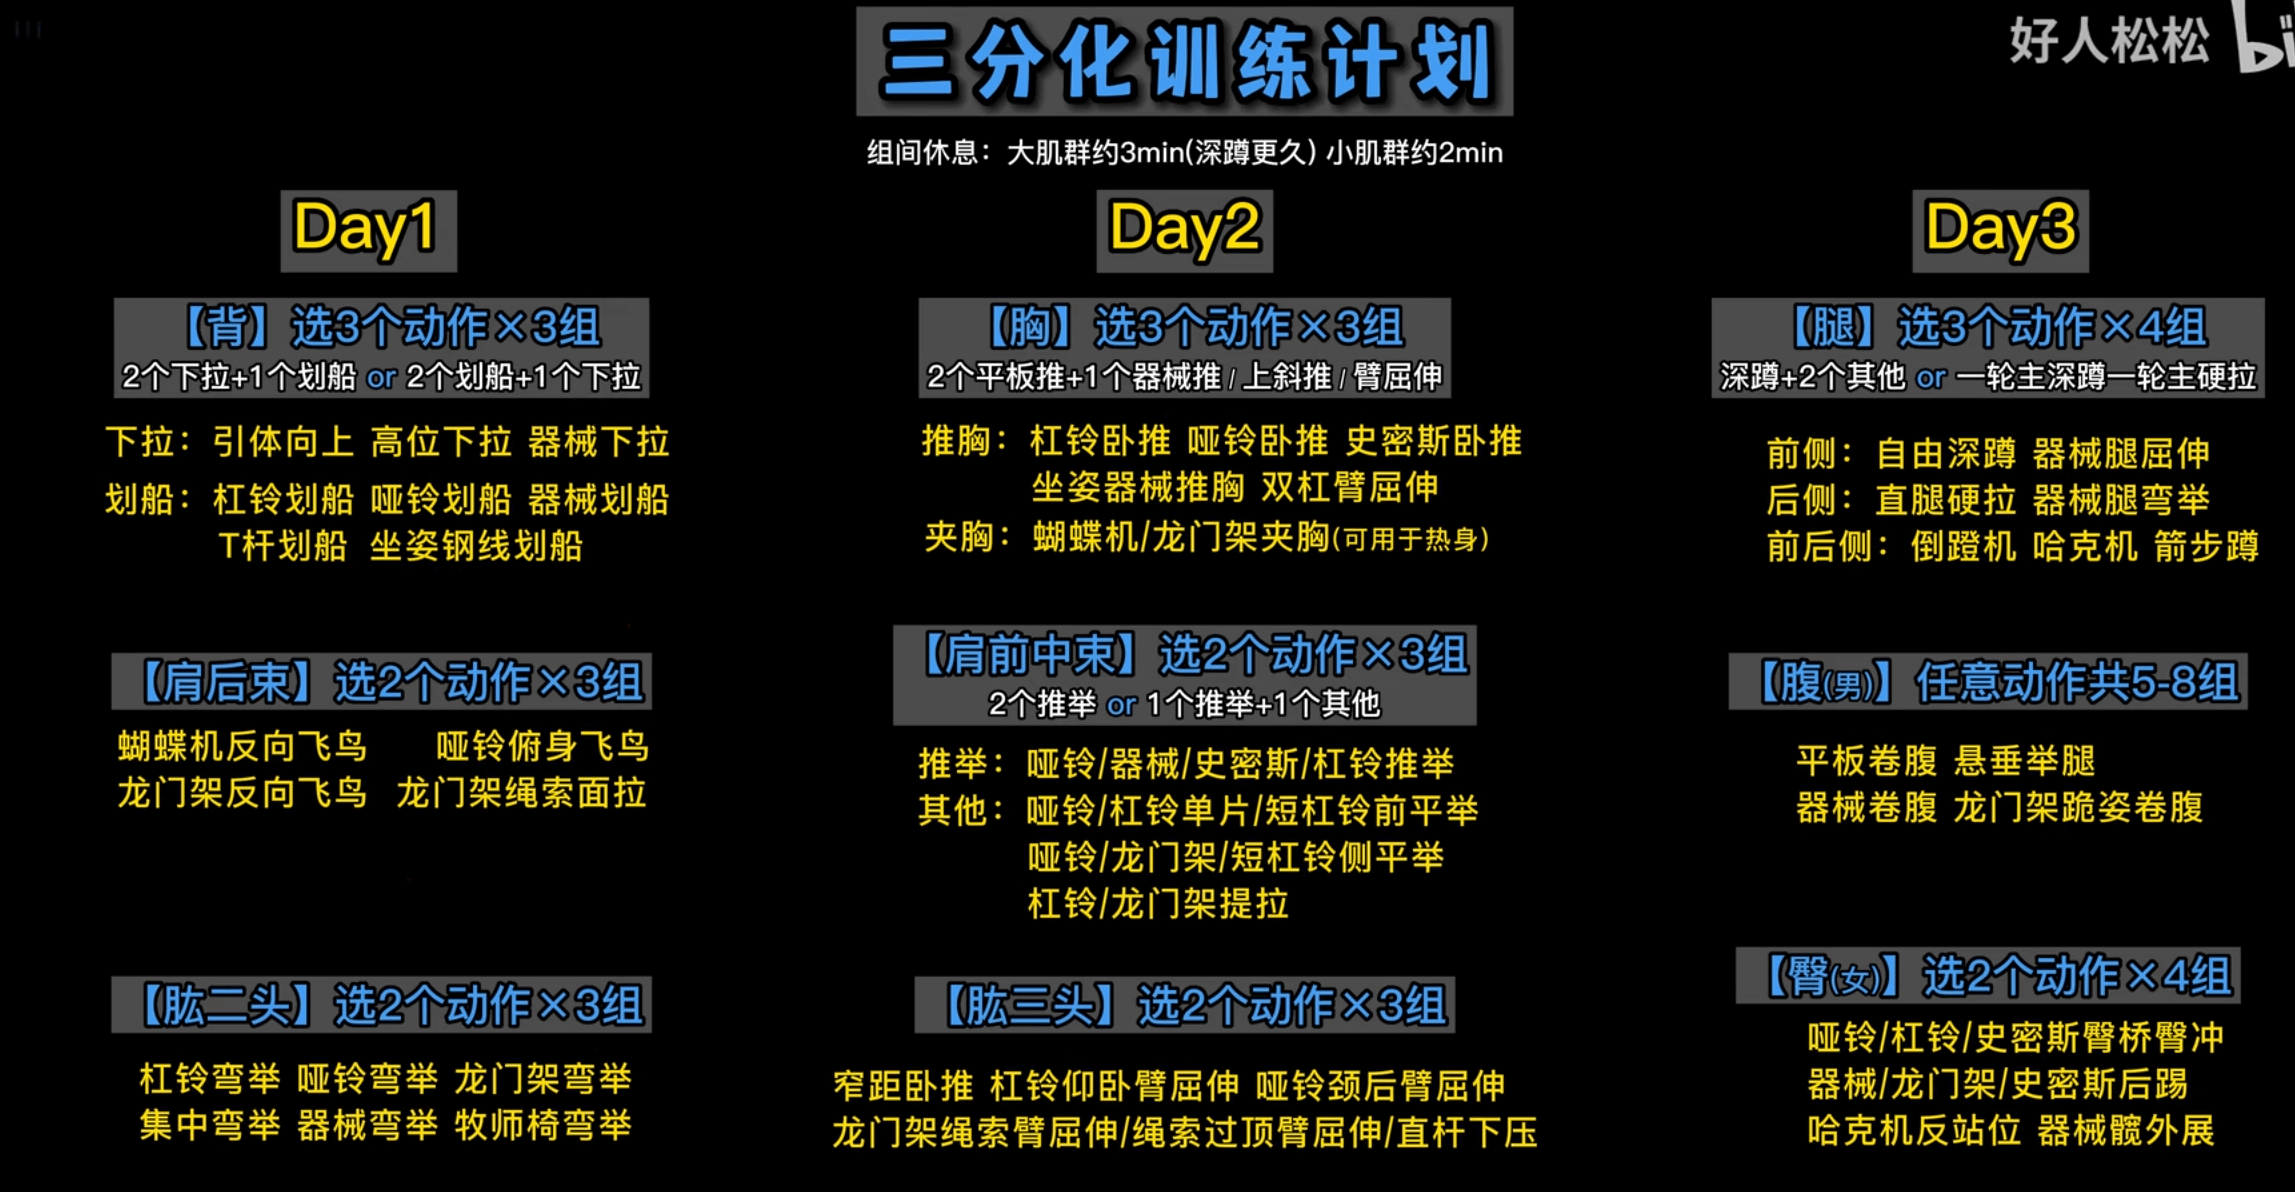 好人松松
三分化训练计划
组间休息：大肌群约3min(深蹲更久) 小肌群约2min
Day1
【背】选3个动作×3组
2个下拉+1个划船 or 2个划船+1个下拉
下拉：引体向上 高位下拉 器械下拉
划船：杠铃划船 哑铃划船 器械划船
T杆划船 坐姿钢线划船
【肩后束】选2个动作×3组
蝴蝶机反向飞鸟 哑铃俯身飞鸟
龙门架反向飞鸟 龙门架绳索面拉
【肱二头】选2个动作×3组
杠铃弯举 哑铃弯举 龙门架弯举
集中弯举 器械弯举 牧师椅弯举
Day2
【胸】选3个动作×3组
2个平板推+1个器械推/上斜推/臂屈伸
推胸：杠铃卧推 哑铃卧推 史密斯卧推
坐姿器械推胸 双杠臂屈伸
夹胸：蝴蝶机/龙门架夹胸(可用于热身)
【肩前中束】选2个动作×3组
2个推举 or 1个推举+1个其他
推举：哑铃/器械/史密斯/杠铃推举
其他：哑铃/杠铃单片/短杠铃前平举
哑铃/龙门架/短杠铃侧平举
杠铃/龙门架提拉
【肱三头】选2个动作×3组
窄距卧推 杠铃仰卧臂屈伸 哑铃颈后臂屈伸
龙门架绳索臂屈伸/绳索过顶臂屈伸/直杆下压
Day3
【腿】选3个动作×4组
深蹲+2个其他 or 一轮主深蹲一轮主硬拉
前侧：自由深蹲 器械腿屈伸
后侧：直腿硬拉 器械腿弯举
前后侧：倒蹬机 哈克机 箭步蹲
【腹(男)】任意动作共5-8组
平板卷腹 悬垂举腿
器械卷腹 龙门架跪姿卷腹
【臀(女)】选2个动作×4组
哑铃/杠铃/史密斯臀桥臀冲
器械/龙门架/史密斯后踢
哈克机反站位 器械髋外展